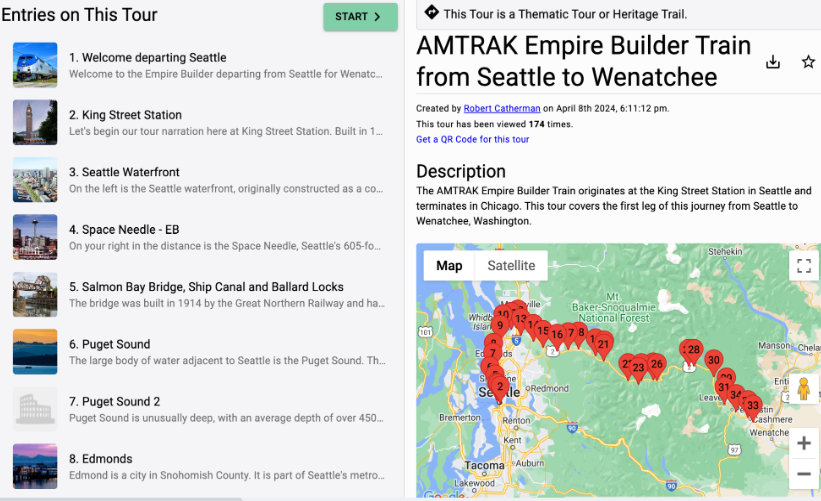 Entries on This Tour
START
1. Welcome departing Seattle
Welcome to the Empire Builder departing from Seattle for Wenatc...
2. King Street Station
Let's begin our tour narration here at King Street Station. Built in 1...
3. Seattle Waterfront
On the left is the Seattle waterfront, originally constructed as a co...
4. Space Needle - EB
On your right in the distance is the Space Needle, Seattle's 605-fo...
5. Salmon Bay Bridge, Ship Canal and Ballard Locks
The bridge was built in 1914 by the Great Northern Railway and ha...
6. Puget Sound
The large body of water adjacent to Seattle is the Puget Sound. Th...
7. Puget Sound 2
Puget Sound is unusually deep, with an average depth of over 450...
8. Edmonds
Edmond is a city in Snohomish County. It is part of Seattle's metro...
This Tour is a Thematic Tour or Heritage Trail.
AMTRAK Empire Builder Train
from Seattle to Wenatchee
Created by Robert Catherman on April 8th 2024, 6:11:12 pm.
This tour has been viewed 174 times.
Get a QR Code for this tour
Description
The AMTRAK Empire Builder Train originates at the King Street Station in Seattle and
terminates in Chicago. This tour covers the first leg of this journey from Seattle to
Wenatchee, Washington.
Map
Satellite
Stehekin
Mt.
Baker-Snoqualmie
National Forest
101
10
13
15
16
7
8
21
9
5
2
7
23
26
28
30
31
33
2
Manson
Seattle
Redmond
Bremerton
Renton
Kent
90
Cashmere
Wenatchee
97
Tacoma
Auburn
Lakewood
90